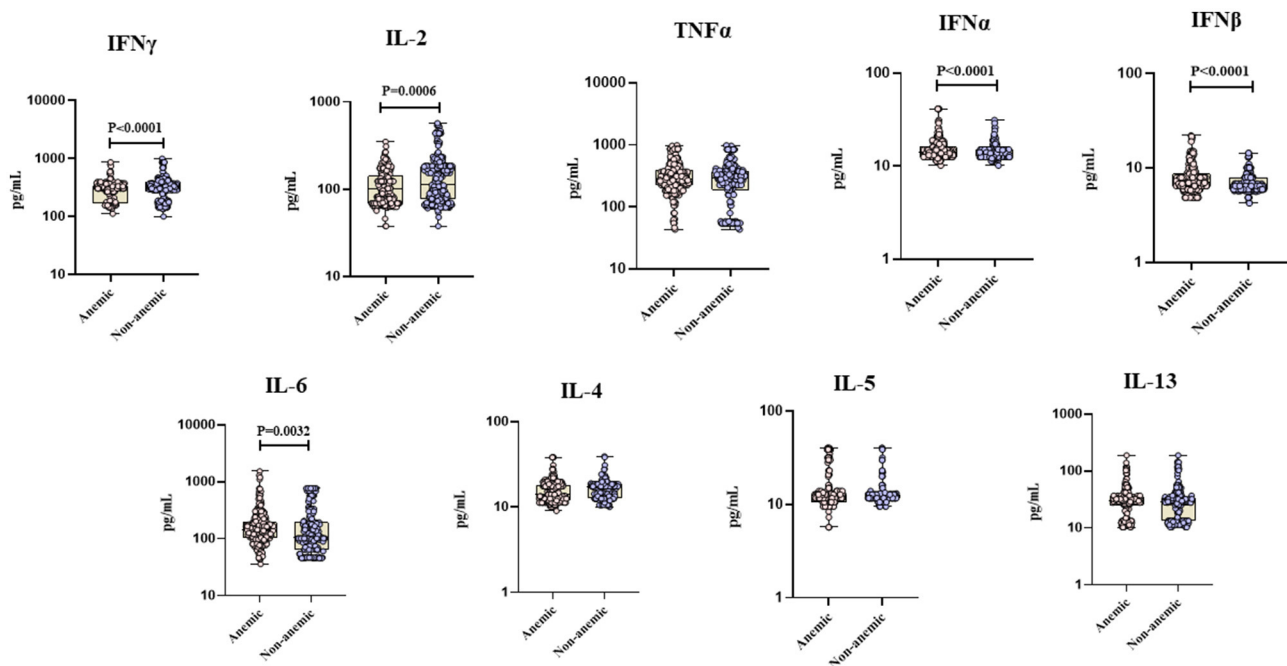 IFNγ
P<0.0001
10000
1000
100
10
pg/mL
Anemic
Non-anemic
IL-2
P=0.0006
1000
100
10
pg/mL
Anemic
Non-anemic
TNFα
10000
1000
100
10
pg/mL
Anemic
Non-anemic
IFNα
P<0.0001
100
10
1
pg/mL
Anemic
Non-anemic
IFNβ
P<0.0001
100
10
1
pg/mL
Anemic
Non-anemic
IL-6
P=0.0032
10000
1000
100
10
pg/mL
Anemic
Non-anemic
IL-4
100
10
1
pg/mL
Anemic
Non-anemic
IL-5
100
10
1
pg/mL
Anemic
Non-anemic
IL-13
1000
100
10
1
pg/mL
Anemic
Non-anemic